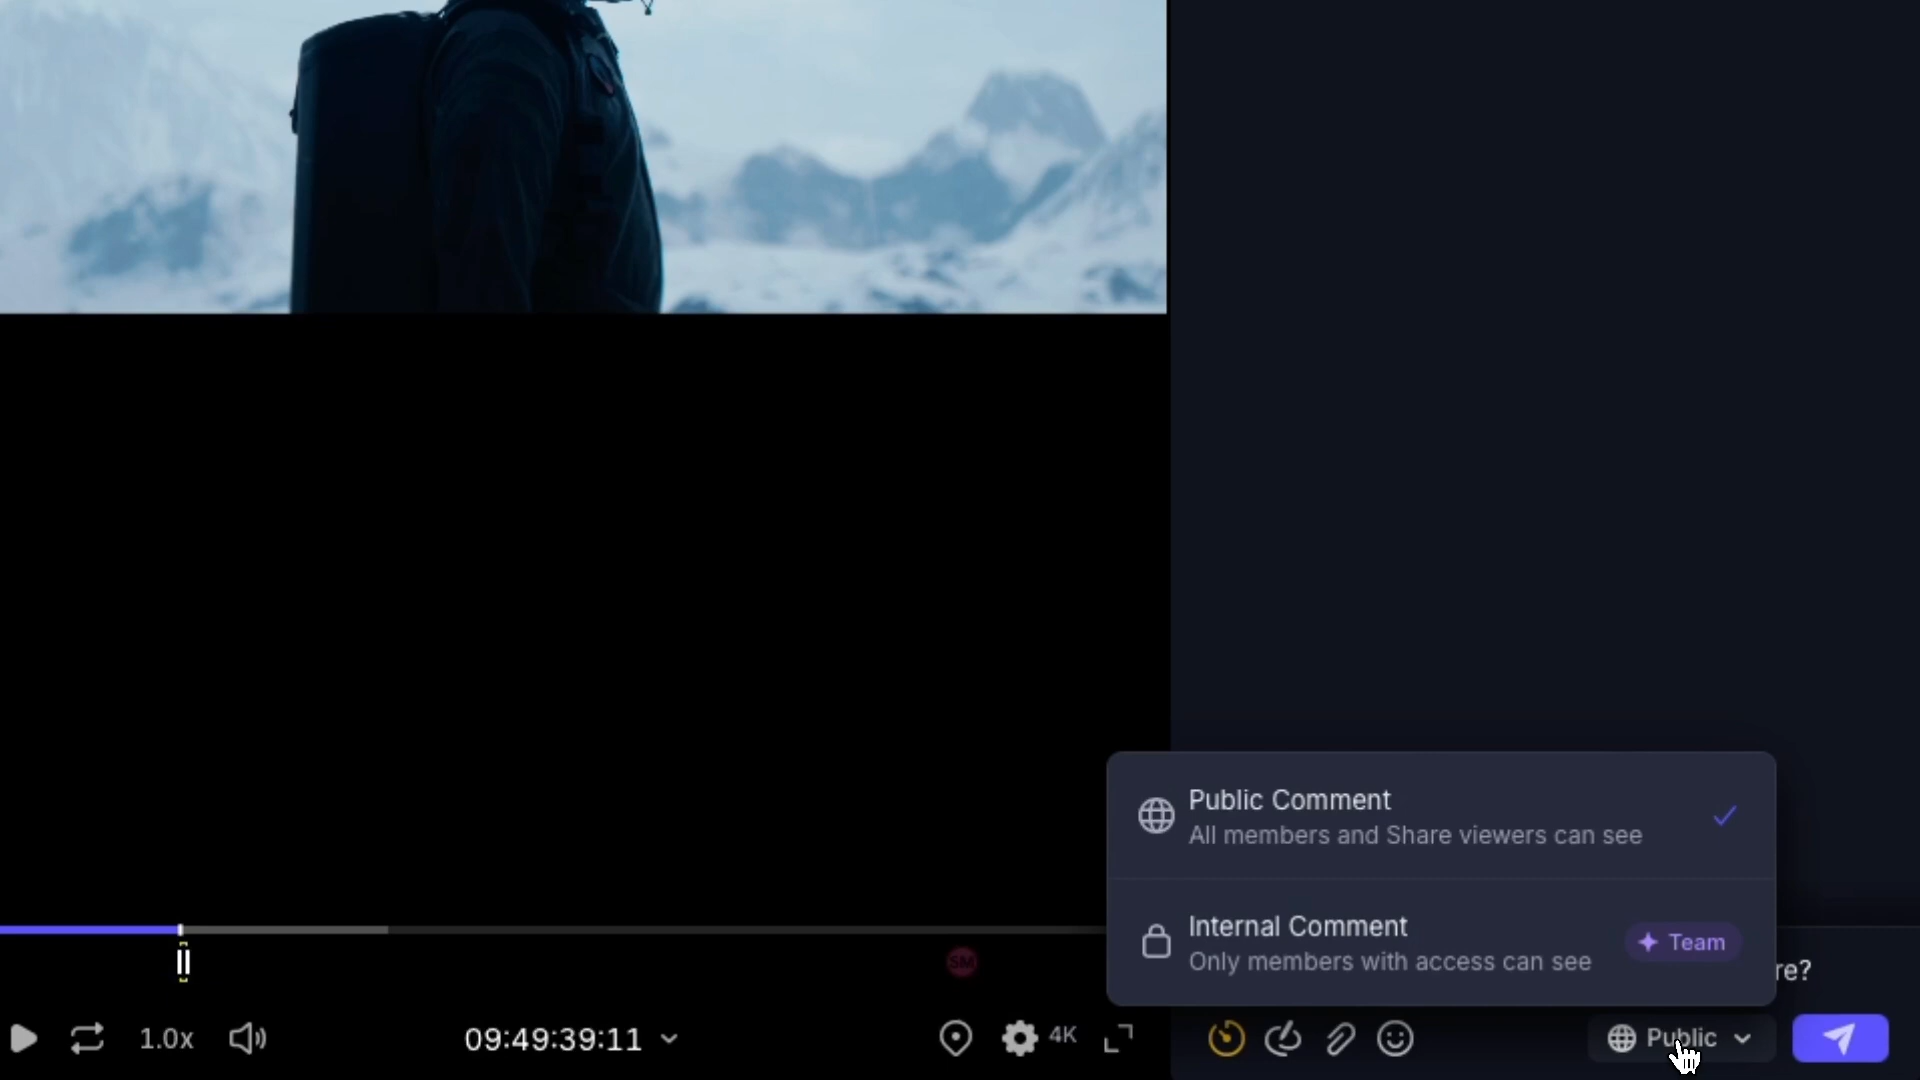 Public Comment
All members and Share viewers can see
Internal Comment
Only members with access can see
Team
re?
SM
1.0x
09:49:39:11
4K
Public